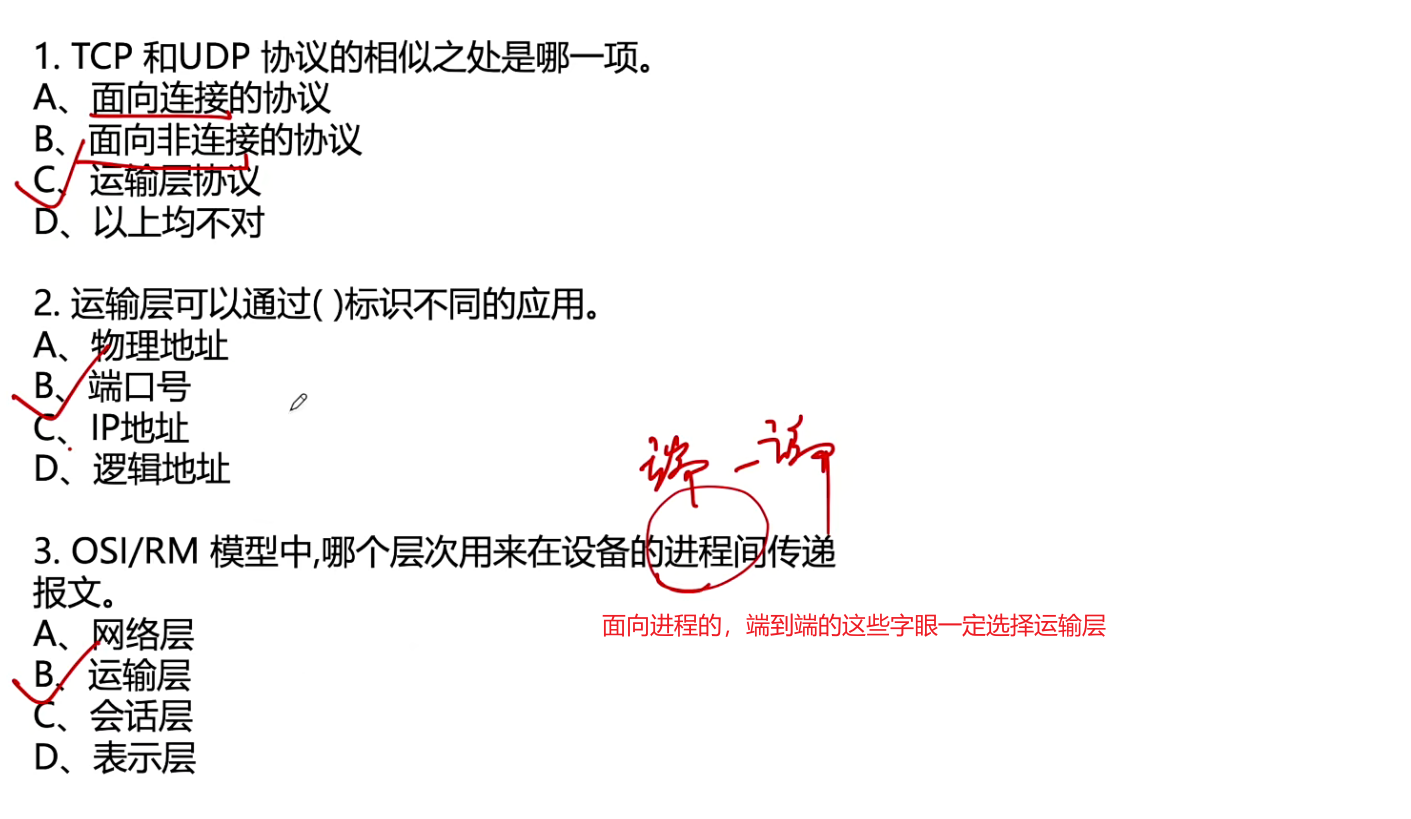 1. TCP 和UDP 协议的相似之处是哪一项。
A、面向连接的协议
B、面向非连接的协议
C、运输层协议
D、以上均不对
2. 运输层可以通过( )标识不同的应用。
A、物理地址
B、端口号
C、IP地址
D、逻辑地址
端 - 端
3. OSI/RM 模型中,哪个层次用来在设备的进程间传递
报文。
面向进程的，端到端的这些字眼一定选择运输层
A、网络层
B、运输层
C、会话层
D、表示层